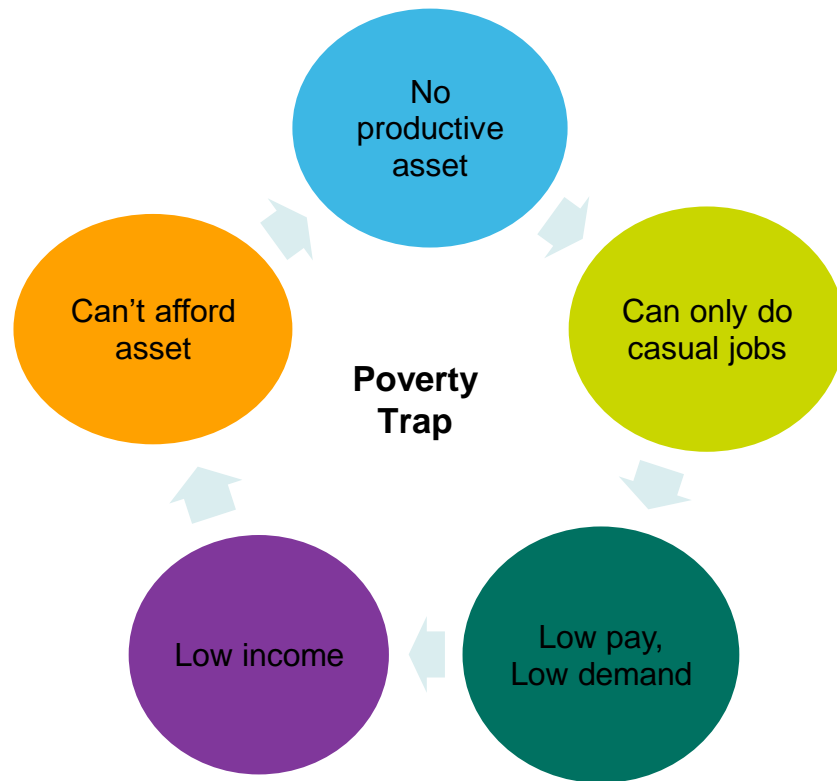 No
productive
asset
Can only do
casual jobs
Low pay,
Low demand
Low income
Can’t afford
asset
Poverty
Trap